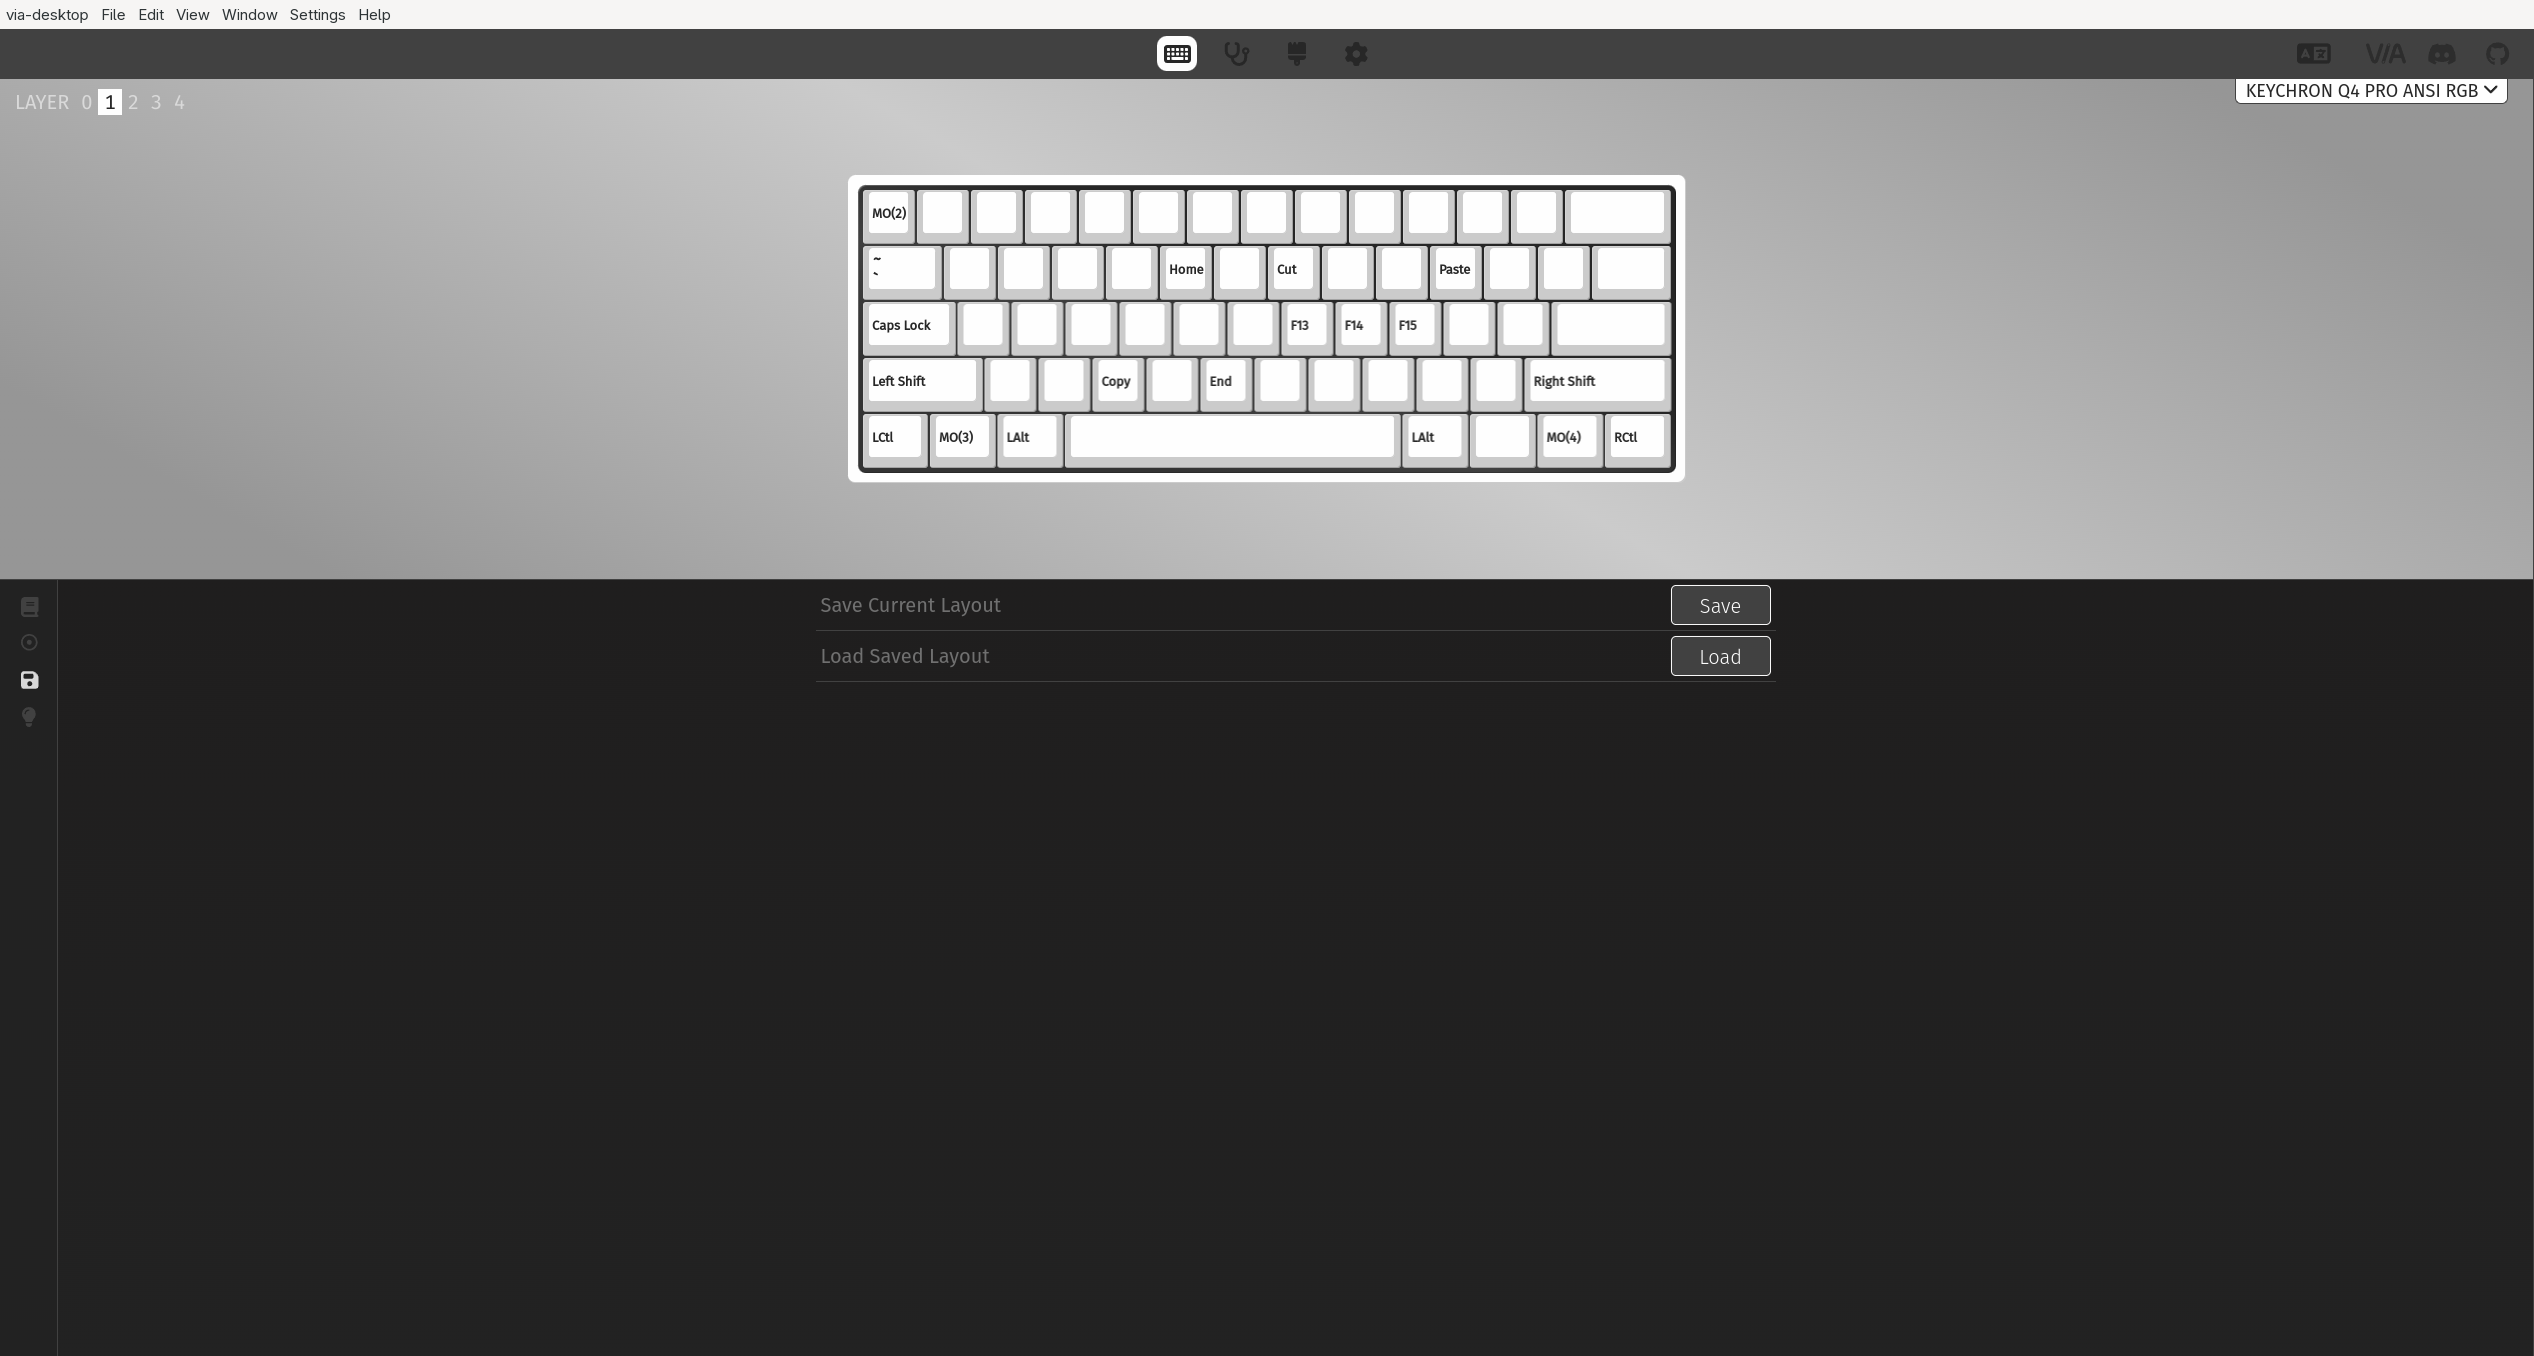 via-desktop File Edit View Window Settings Help
VIA
LAYER 0 1 2 3 4
KEYCHRON Q4 PRO ANSI RGB
MO(2)
~
`
Home Cut Paste
Caps Lock F13 F14 F15
Left Shift Copy End Right Shift
LCtl MO(3) LAlt LAlt MO(4) RCtl
Save Current Layout Save
Load Saved Layout Load